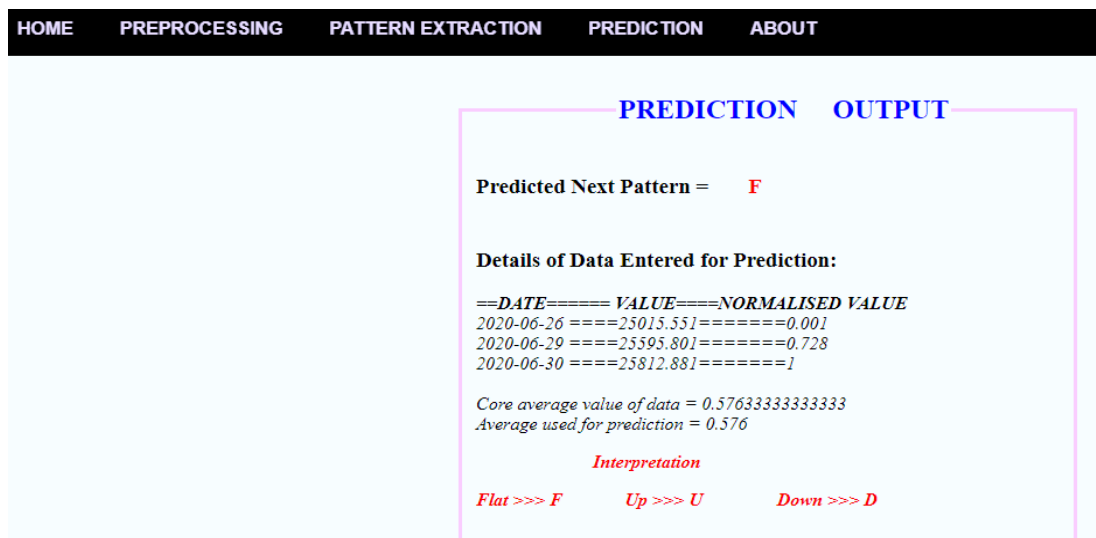 HOME PREPROCESSING PATTERN EXTRACTION PREDICTION ABOUT
PREDICTION OUTPUT
Predicted Next Pattern = F
Details of Data Entered for Prediction:
==DATE====== VALUE====NORMALISED VALUE
2020-06-26 ====25015.551=======0.001
2020-06-29 ====25595.801=======0.728
2020-06-30 ====25812.881=======1
Core average value of data = 0.57633333333333
Average used for prediction = 0.576
Interpretation
Flat >>> F Up >>> U Down >>> D